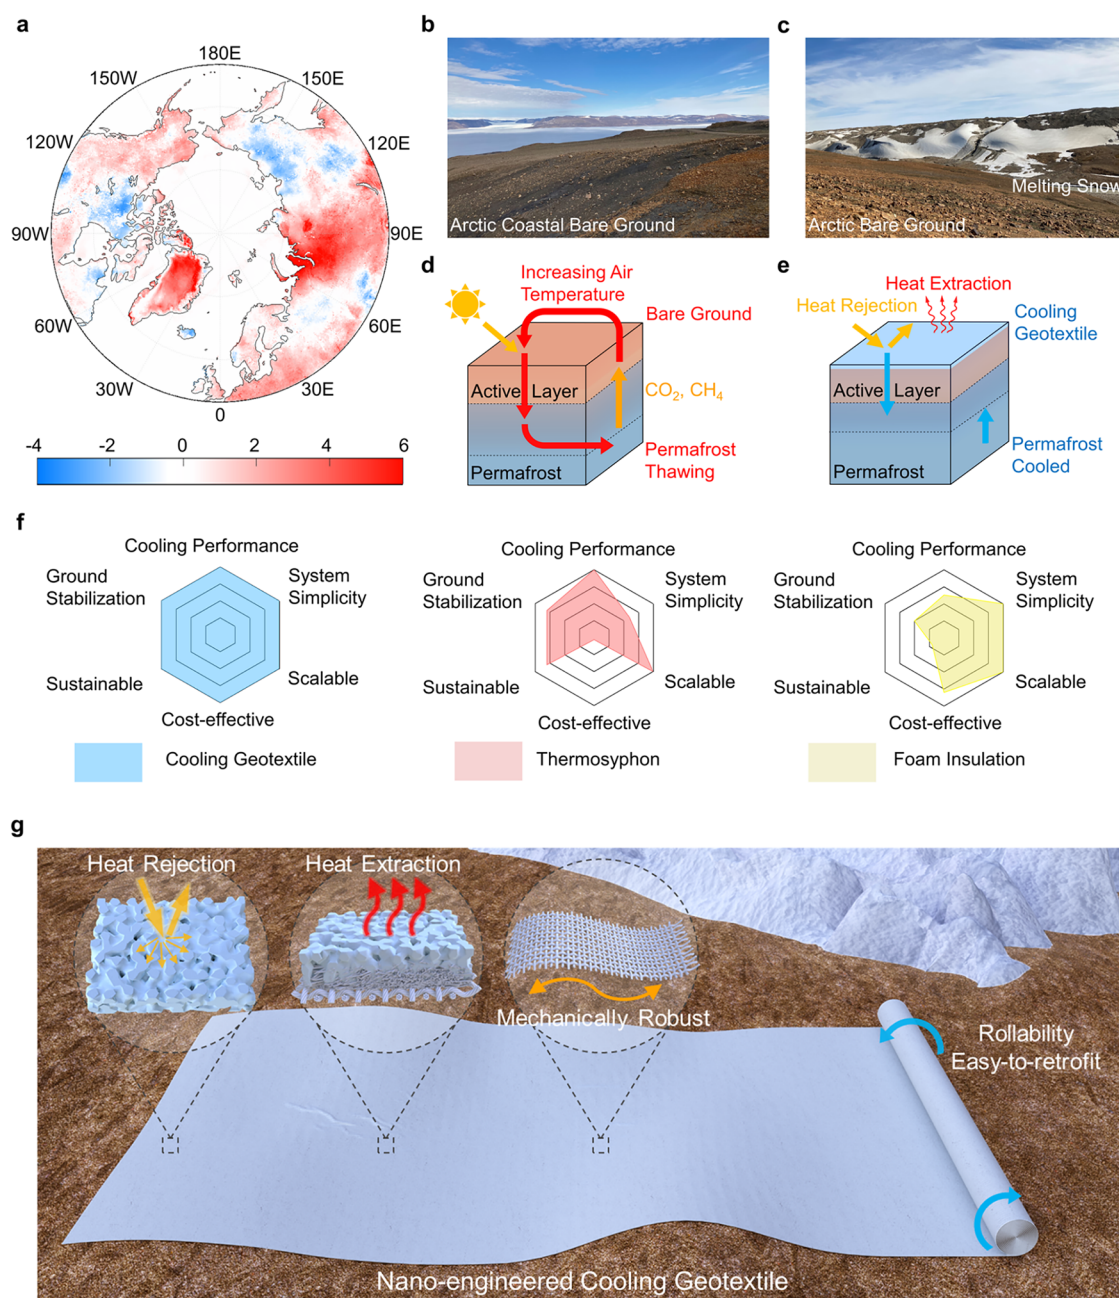 a
180E
150W
150E
120W
120E
90W
90E
60W
60E
30W
30E
0
-4
-2
0
2
4
6
b
Arctic Coastal Bare Ground
c
Melting Snow
Arctic Bare Ground
d
Increasing Air
Temperature
Bare Ground
Active Layer
CO₂, CH₄
Permafrost
Thawing
Permafrost
e
Heat Extraction
Heat Rejection
Cooling
Geotextile
Active Layer
Permafrost
Cooled
Permafrost
f
Cooling Performance
Ground
Stabilization
System
Simplicity
Sustainable
Scalable
Cost-effective
Cooling Geotextile
Cooling Performance
Ground
Stabilization
System
Simplicity
Sustainable
Scalable
Cost-effective
Thermosyphon
Cooling Performance
Ground
Stabilization
System
Simplicity
Sustainable
Scalable
Cost-effective
Foam Insulation
g
Heat Rejection
Heat Extraction
Mechanically Robust
Rollability
Easy-to-retrofit
Nano-engineered Cooling Geotextile